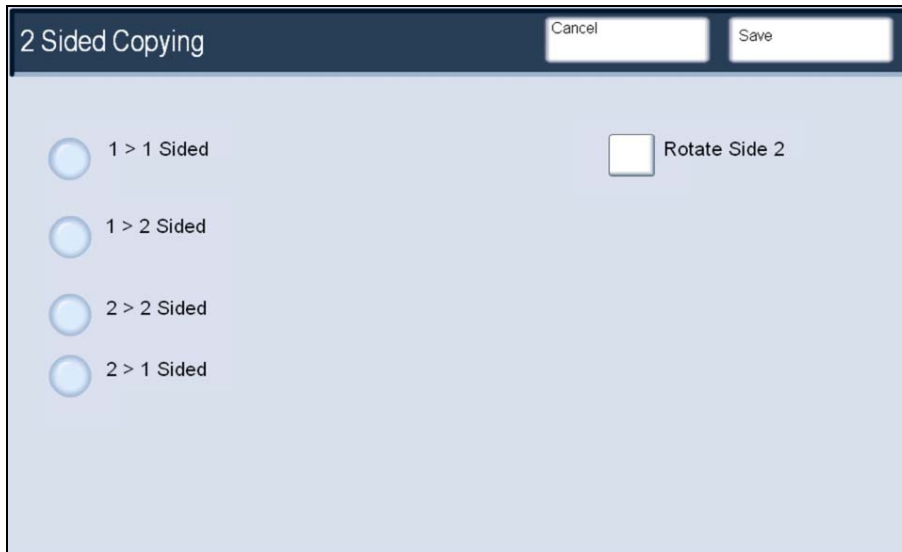 2 Sided Copying
Cancel
Save
1 > 1 Sided
Rotate Side 2
1 > 2 Sided
2 > 2 Sided
2 > 1 Sided